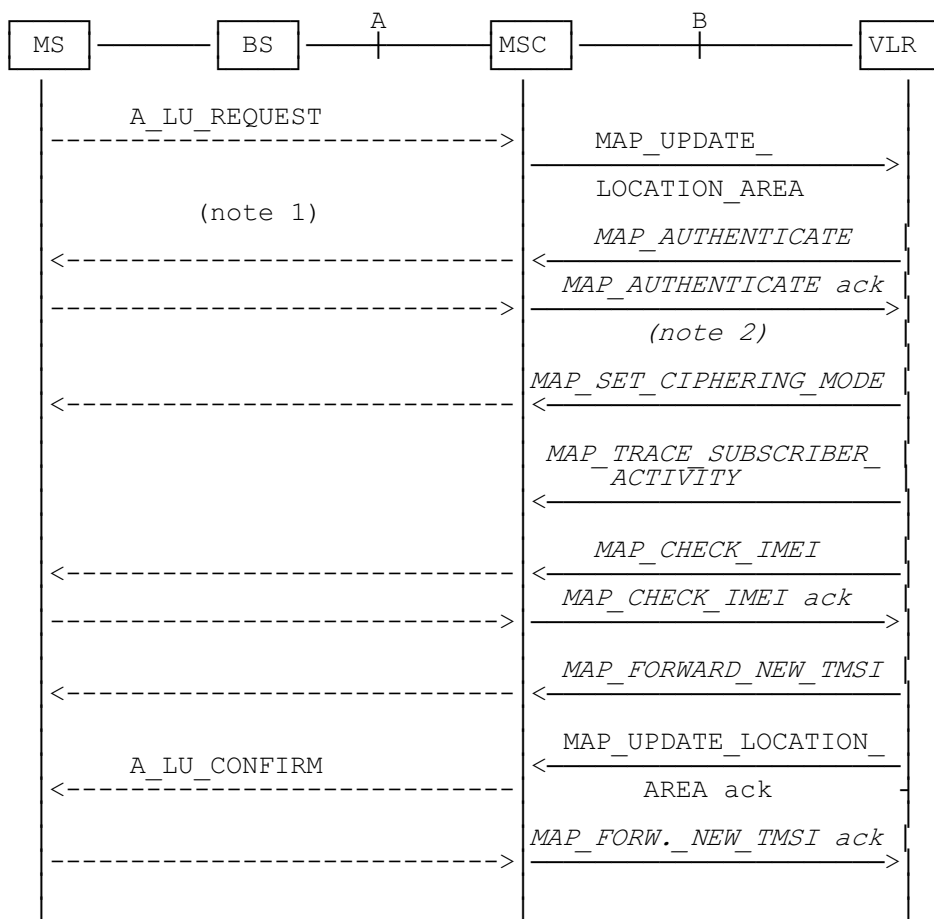 A B
MS BS MSC VLR
A_LU_REQUEST
MAP_UPDATE_
LOCATION_AREA
(note 1)
MAP_AUTHENTICATE
MAP_AUTHENTICATE ack
(note 2)
MAP_SET_CIPHERING_MODE
MAP_TRACE_SUBSCRIBER_
ACTIVITY
MAP_CHECK_IMEI
MAP_CHECK_IMEI ack
MAP_FORWARD_NEW_TMSI
MAP_UPDATE_LOCATION_
A_LU_CONFIRM
AREA ack
MAP_FORW._NEW_TMSI ack